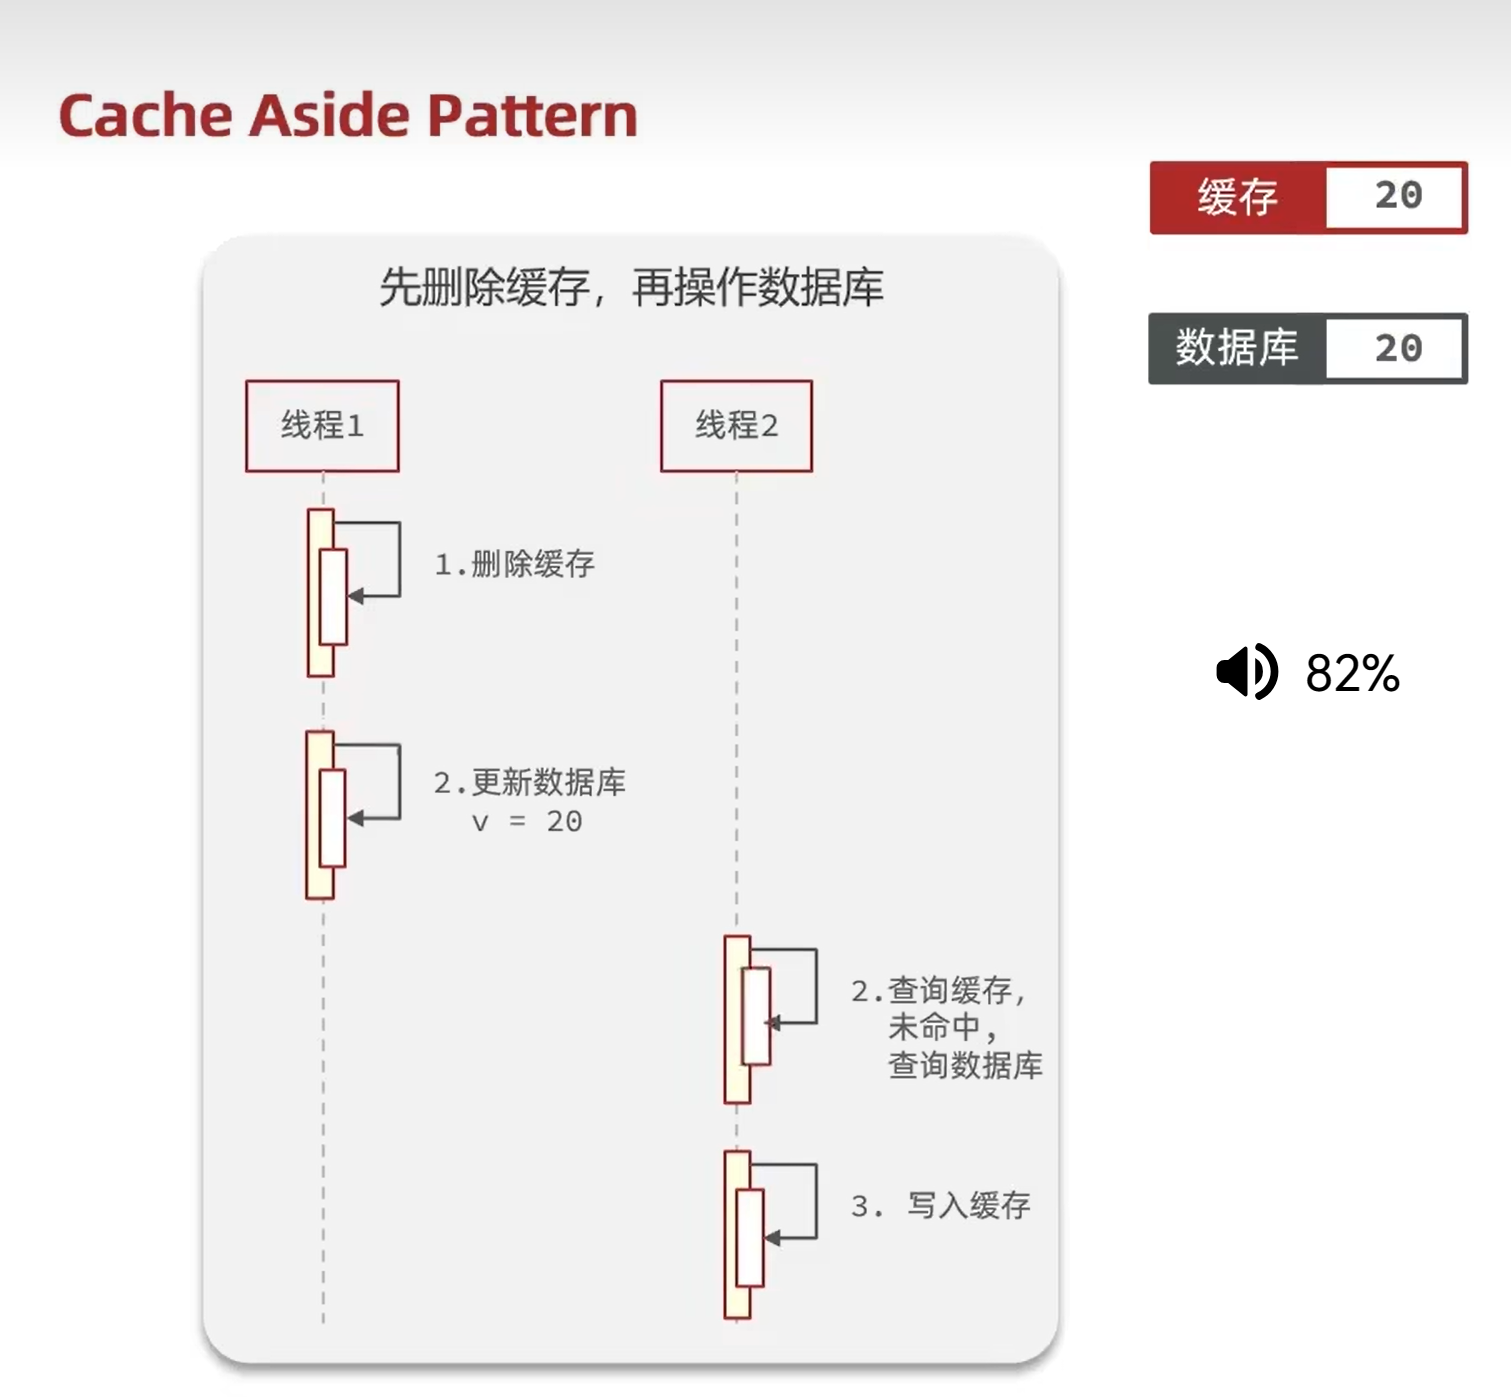 Cache Aside Pattern
缓存 20
数据库 20
先删除缓存，再操作数据库
线程1
线程2
1.删除缓存
2.更新数据库
v = 20
2.查询缓存，
未命中，
查询数据库
3. 写入缓存
82%